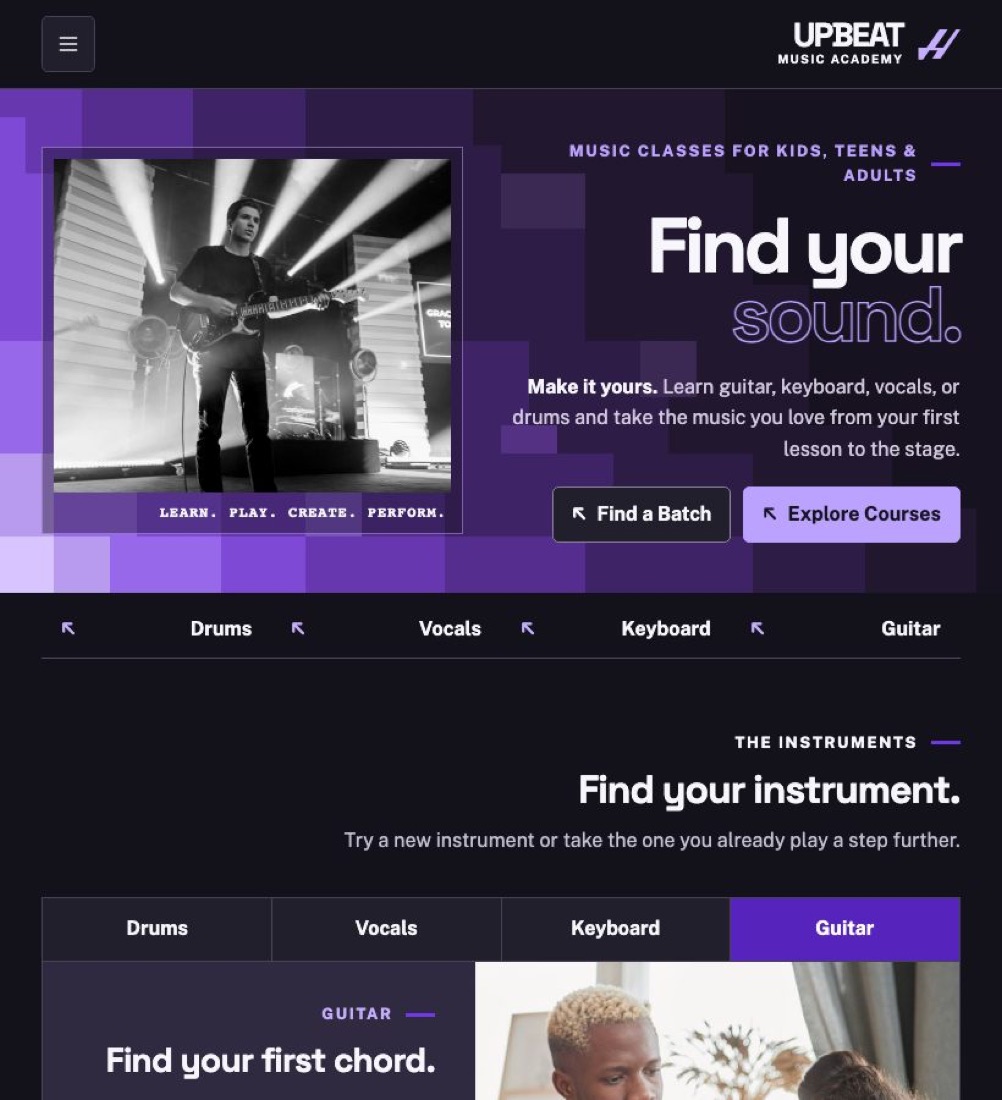 UPBEAT
MUSIC ACADEMY
MUSIC CLASSES FOR KIDS, TEENS &
ADULTS
Find your
sound.
Make it yours. Learn guitar, keyboard, vocals, or
drums and take the music you love from your first
lesson to the stage.
Find a Batch
Explore Courses
LEARN. PLAY. CREATE. PERFORM.
Drums
Vocals
Keyboard
Guitar
THE INSTRUMENTS
Find your instrument.
Try a new instrument or take the one you already play a step further.
Drums
Vocals
Keyboard
Guitar
GUITAR
Find your first chord.